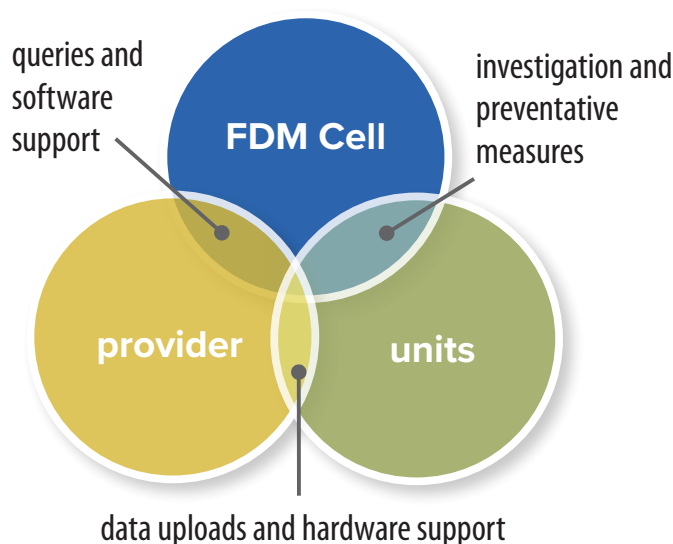 queries and
software
support
investigation and
preventative
measures
FDM Cell
provider
units
data uploads and hardware support